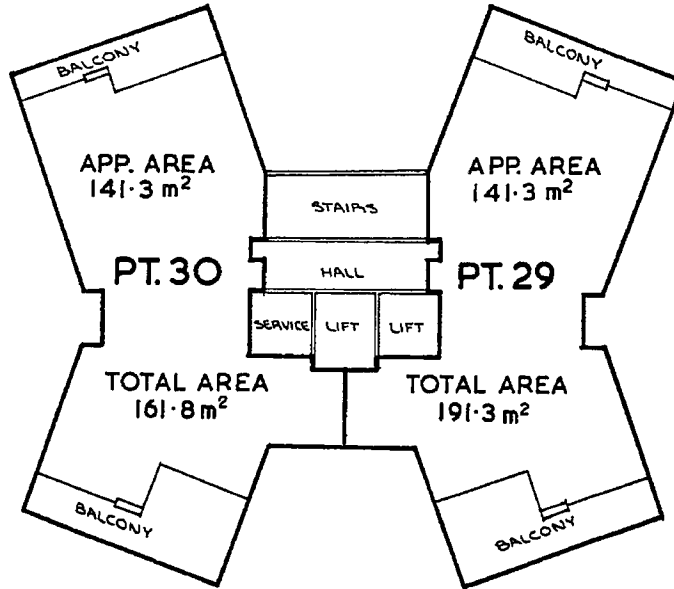 BALCONY
BALCONY
APP. AREA
141.3 m²
APP. AREA
141.3 m²
STAIRS
PT. 30
HALL
PT. 29
SERVICE
LIFT
LIFT
TOTAL AREA
161.8 m²
TOTAL AREA
191.3 m²
BALCONY
BALCONY